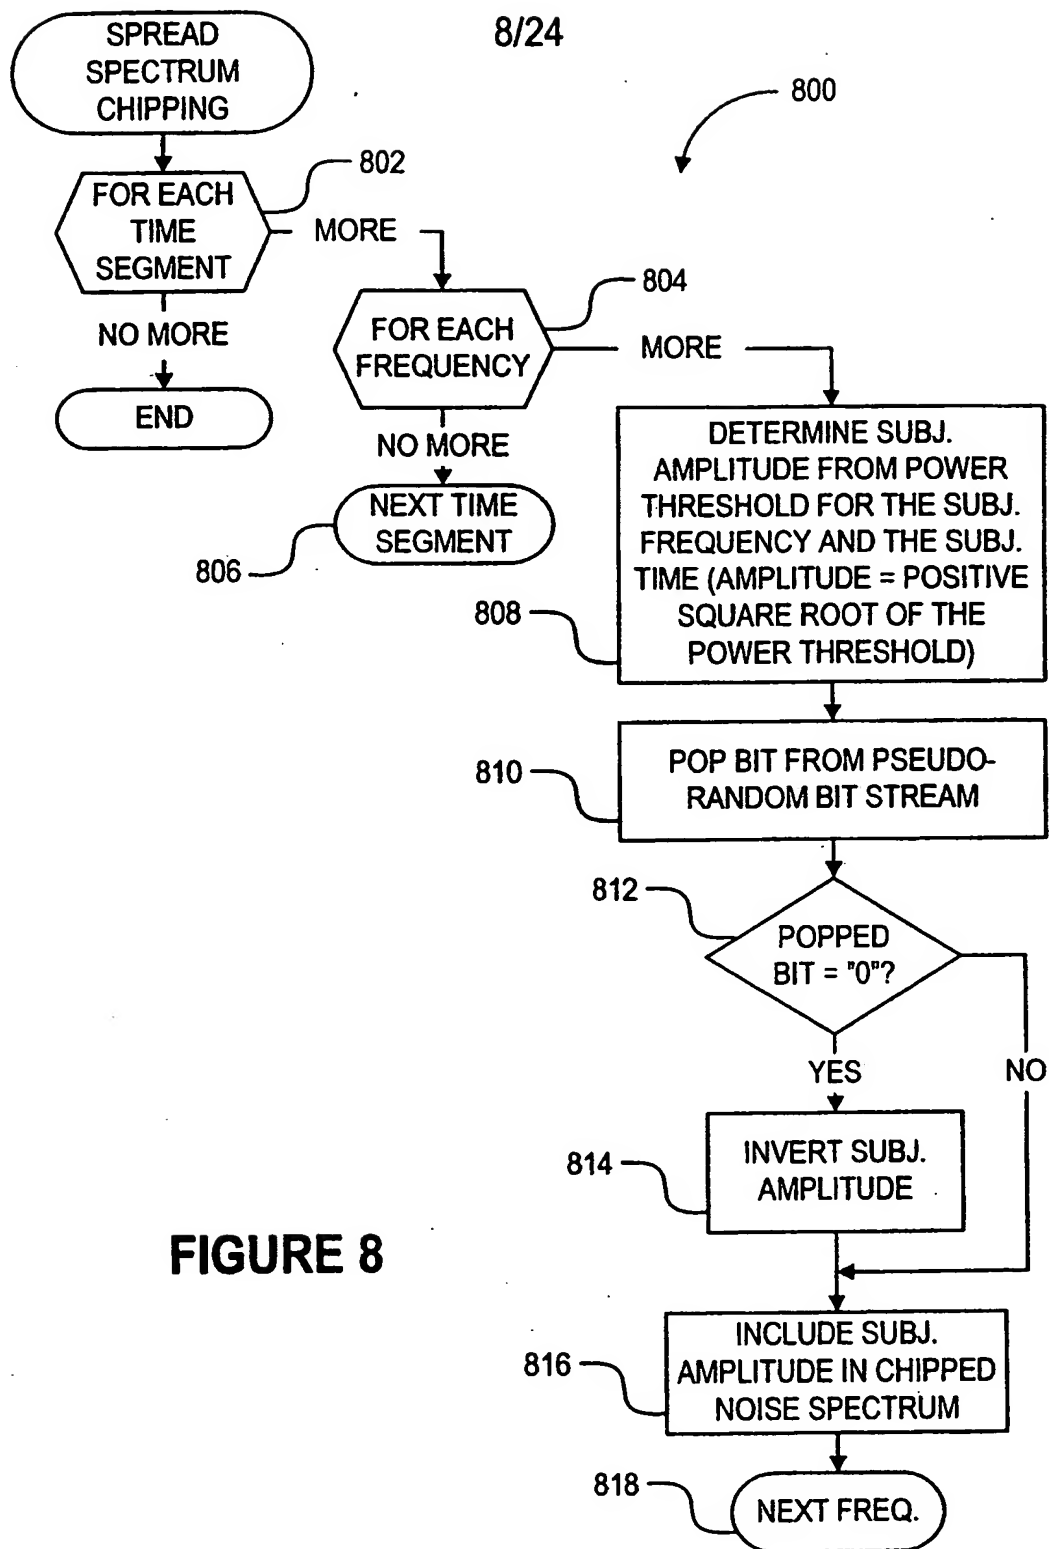 8/24
SPREAD
SPECTRUM
CHIPPING
800
802
FOR EACH
TIME
SEGMENT
MORE
NO MORE
END
804
FOR EACH
FREQUENCY
MORE
NO MORE
NEXT TIME
SEGMENT
806
DETERMINE SUBJ.
AMPLITUDE FROM POWER
THRESHOLD FOR THE SUBJ.
FREQUENCY AND THE SUBJ.
TIME (AMPLITUDE = POSITIVE
SQUARE ROOT OF THE
POWER THRESHOLD)
808
POP BIT FROM PSEUDO-
RANDOM BIT STREAM
810
812
POPPED
BIT = "0"?
YES
NO
INVERT SUBJ.
AMPLITUDE
814
FIGURE 8
INCLUDE SUBJ.
AMPLITUDE IN CHIPPED
NOISE SPECTRUM
816
818
NEXT FREQ.